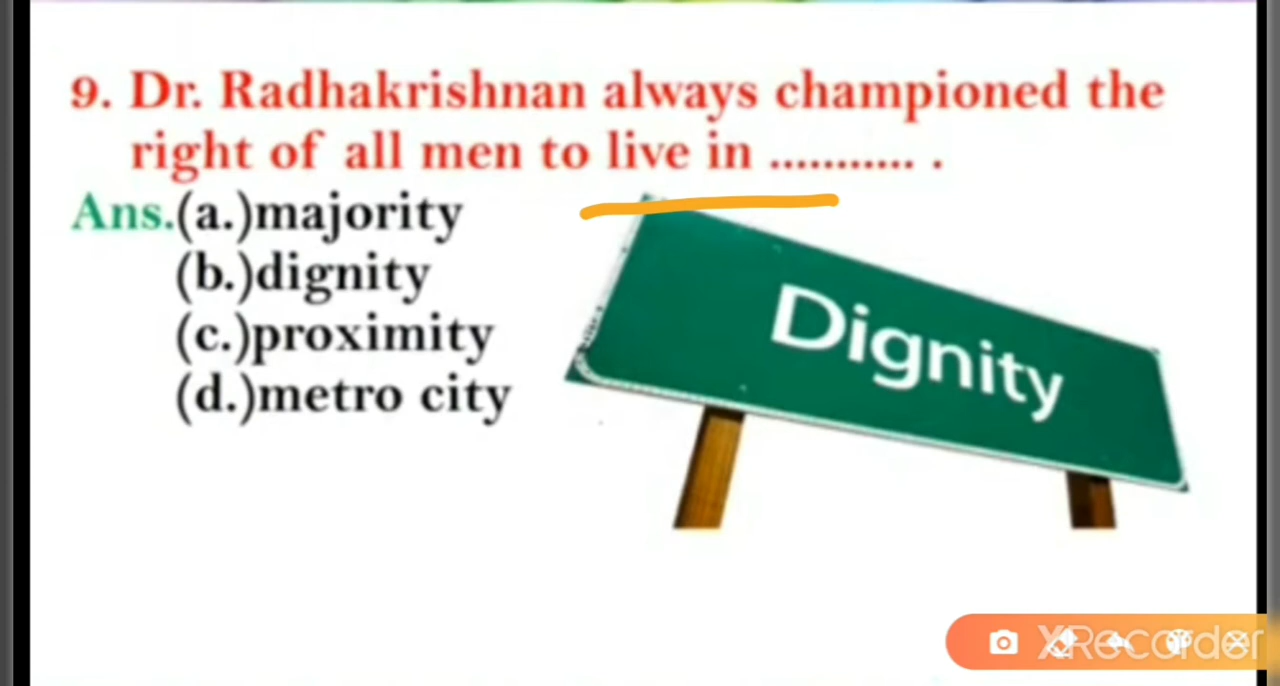 9. Dr. Radhakrishnan always championed the
right of all men to live in ........... .
Ans.(a.)majority
(b.)dignity
(c.)proximity
(d.)metro city
Dignity
XRecorder